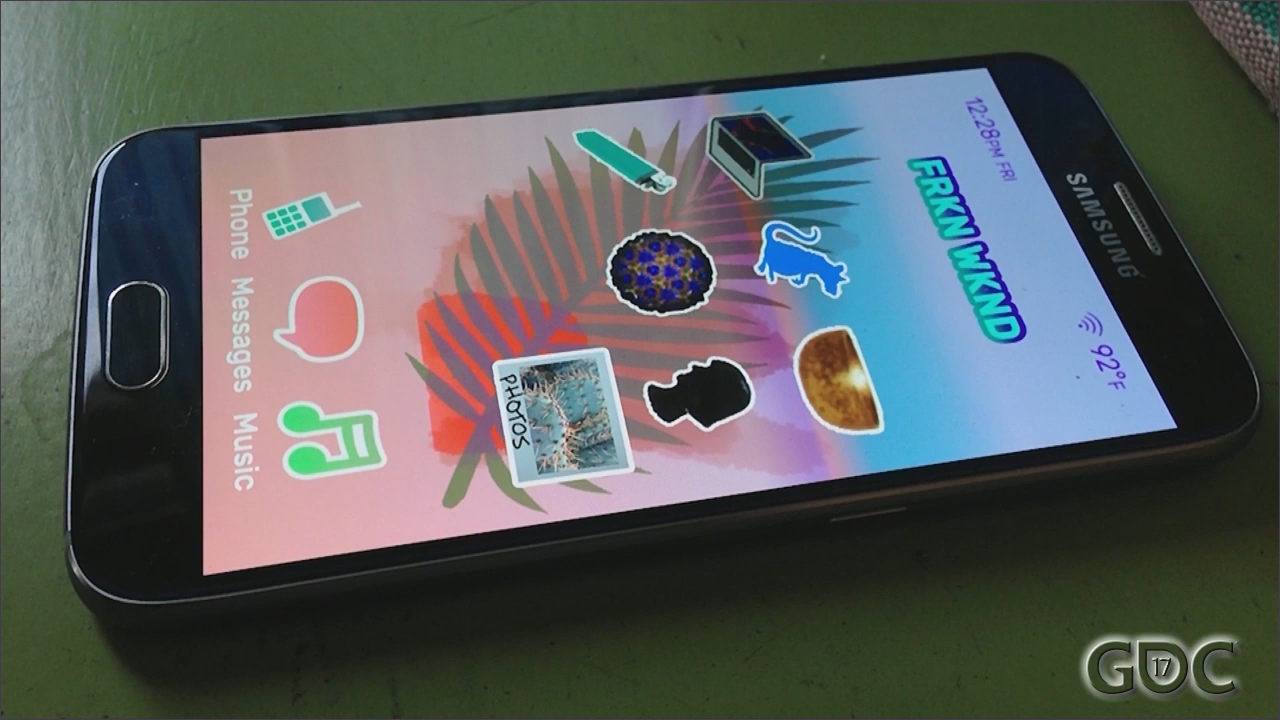 SAMSUNG
12:28PM FRI
92°F
FRKN WKND
PHOTOS
Phone Messages Music
GDC
17